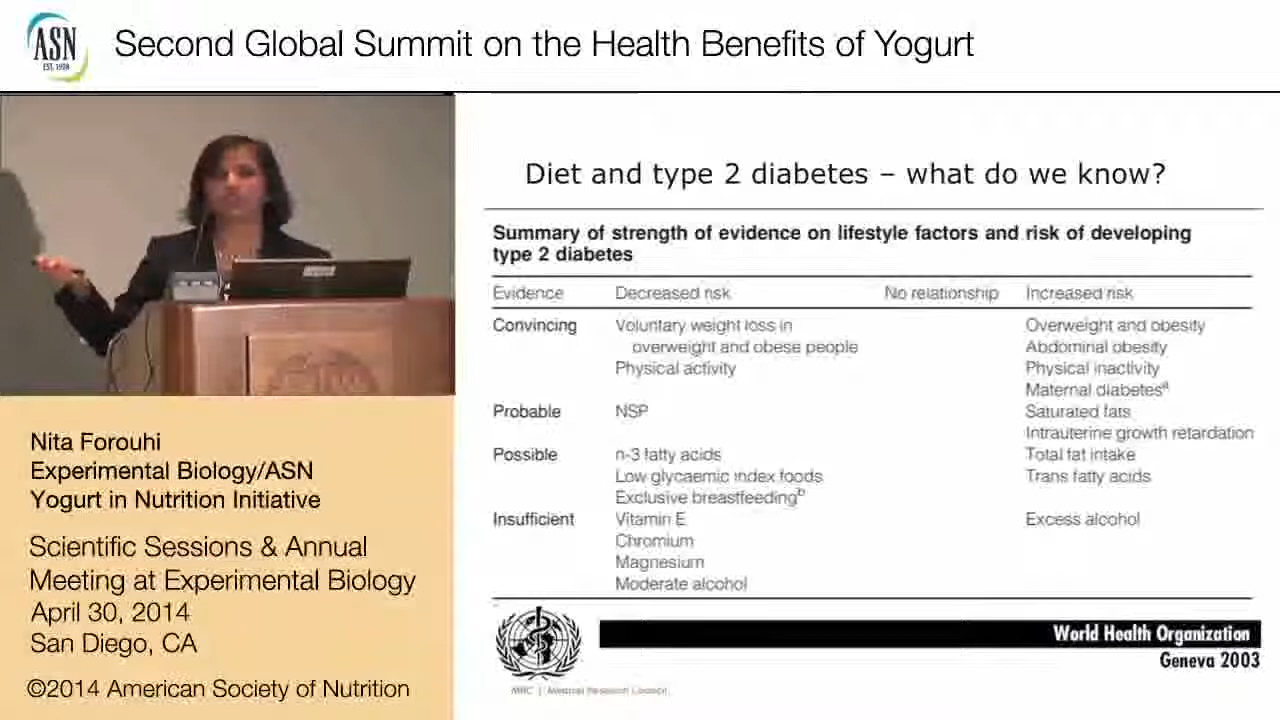 ASN
EST. 1928
Second Global Summit on the Health Benefits of Yogurt
Nita Forouhi
Experimental Biology/ASN
Yogurt in Nutrition Initiative
Scientific Sessions & Annual
Meeting at Experimental Biology
April 30, 2014
San Diego, CA
©2014 American Society of Nutrition
Diet and type 2 diabetes – what do we know?
Summary of strength of evidence on lifestyle factors and risk of developing
type 2 diabetes
Evidence Decreased risk No relationship Increased risk
Convincing Voluntary weight loss in Overweight and obesity
overweight and obese people Abdominal obesity
Physical activity Physical inactivity
Maternal diabetesª
Probable NSP Saturated fats
Intrauterine growth retardation
Possible n-3 fatty acids Total fat intake
Low glycaemic index foods Trans fatty acids
Exclusive breastfeedingᵇ
Insufficient Vitamin E Excess alcohol
Chromium
Magnesium
Moderate alcohol
World Health Organization
Geneva 2003
MRC | Medical Research Council